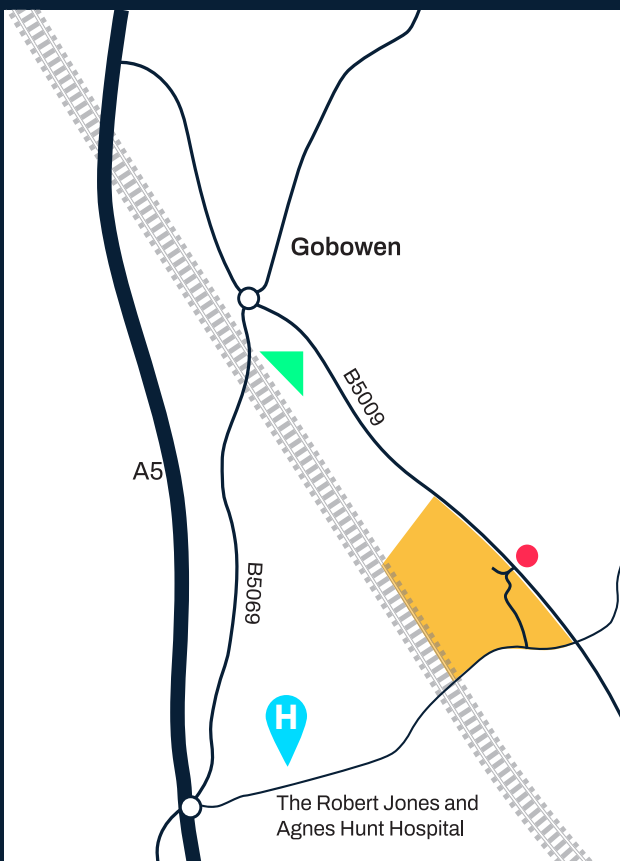 Gobowen
B5009
A5
B5069
H
The Robert Jones and
Agnes Hunt Hospital